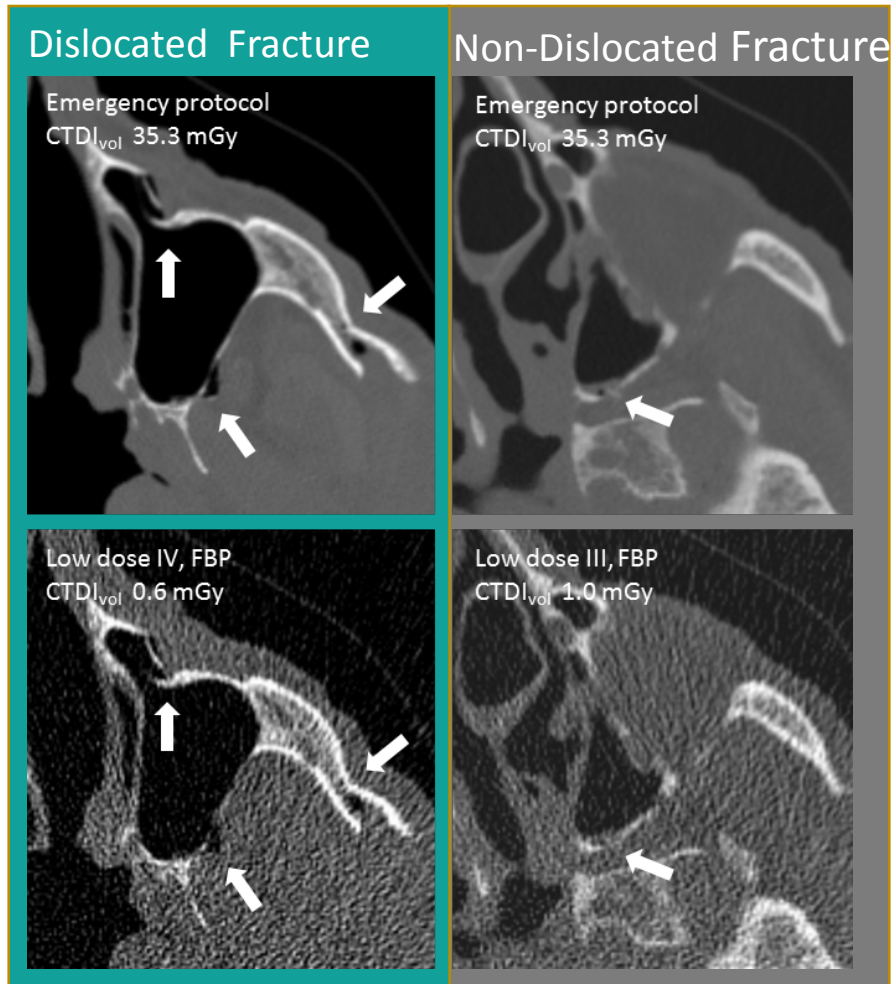 Dislocated Fracture
Emergency protocol
CTDIvol 35.3 mGy
Low dose IV, FBP
CTDIvol 0.6 mGy
Non-Dislocated Fracture
Emergency protocol
CTDIvol 35.3 mGy
Low dose III, FBP
CTDIvol 1.0 mGy